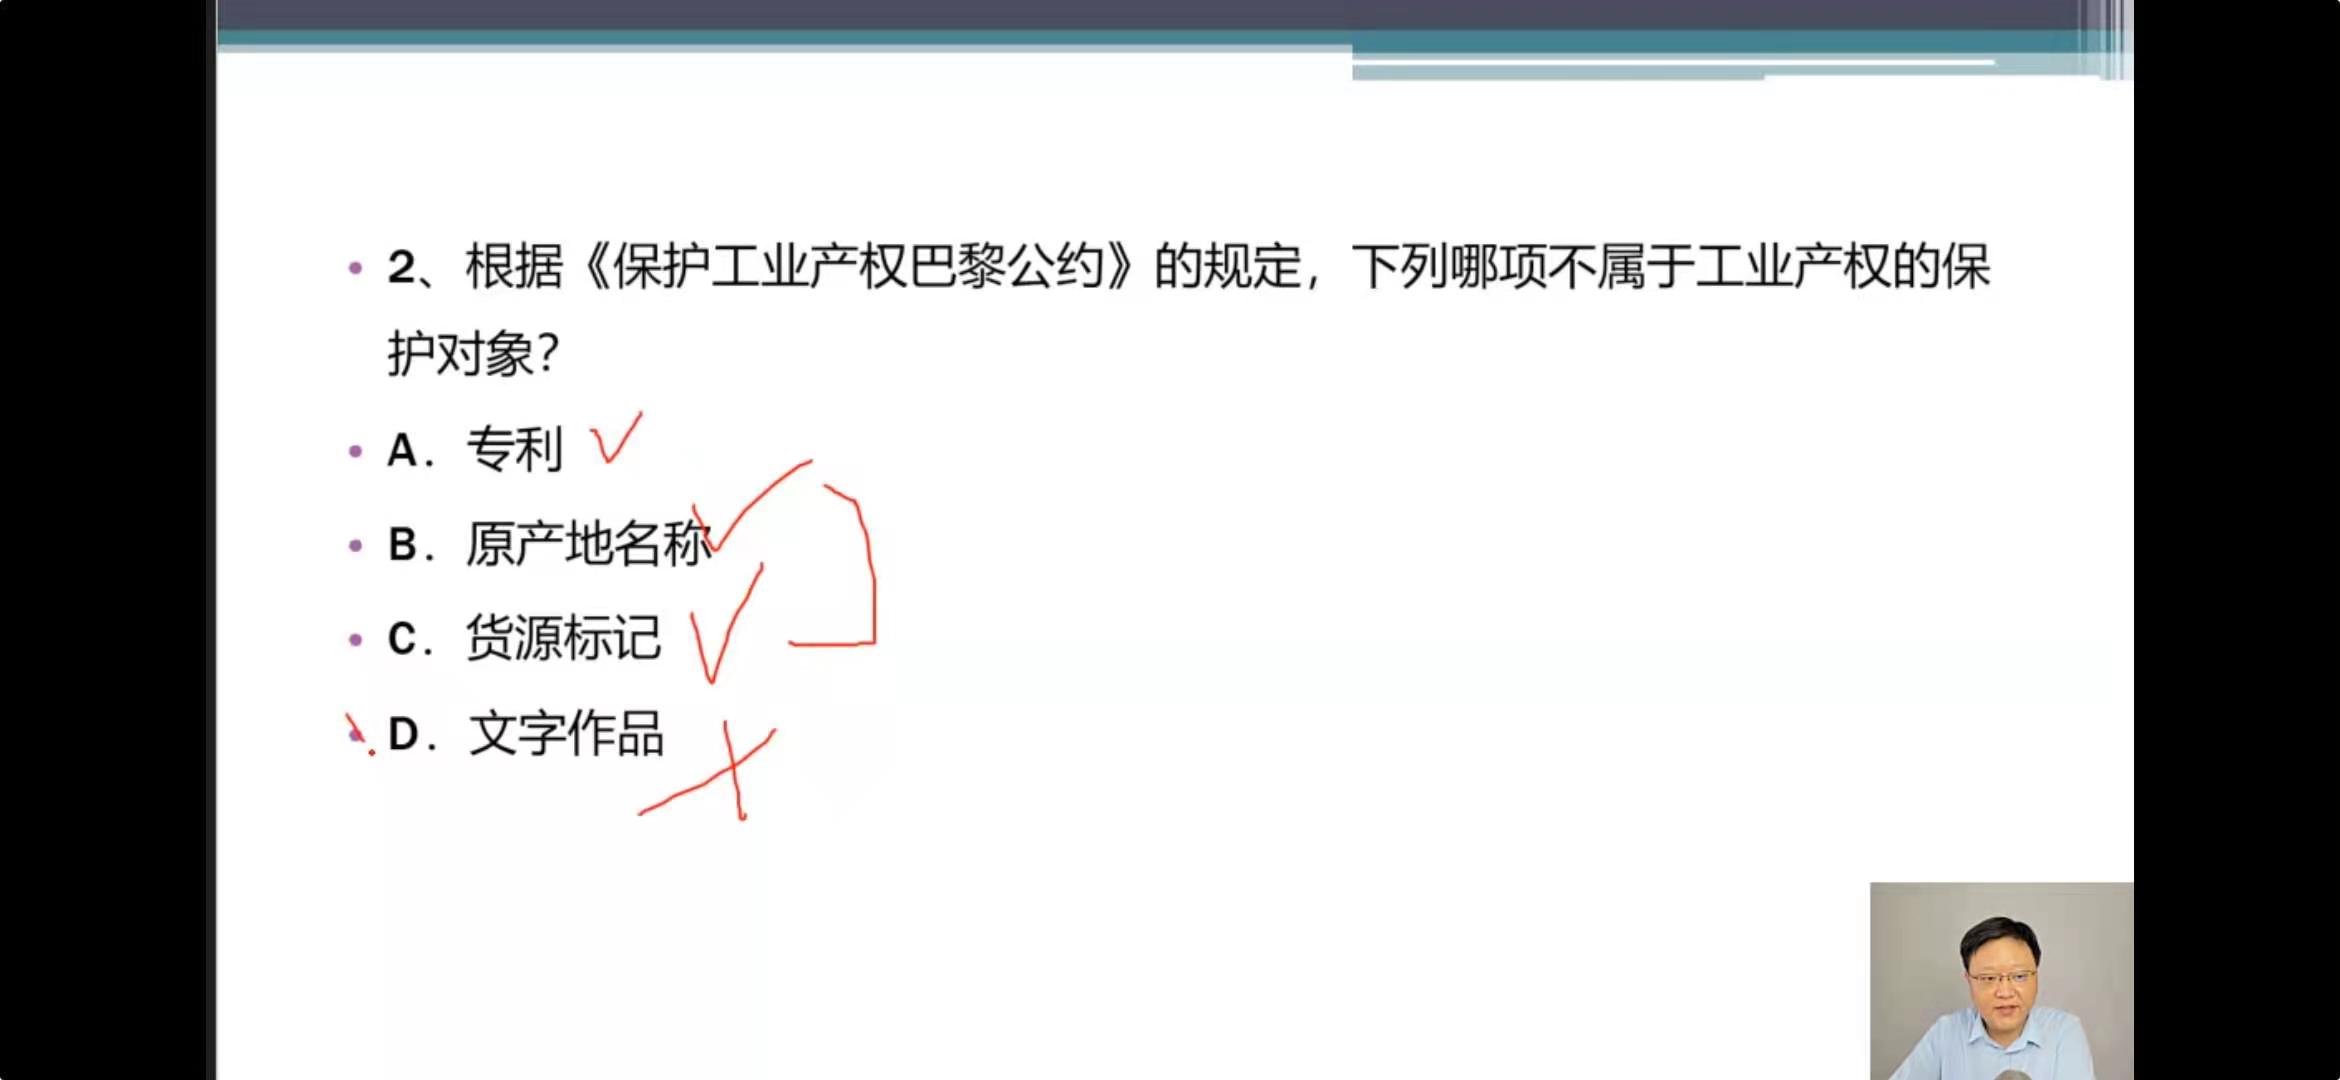 • 2、根据《保护工业产权巴黎公约》的规定，下列哪项不属于工业产权的保
护对象？
• A．专利
• B．原产地名称
• C．货源标记
• D．文字作品